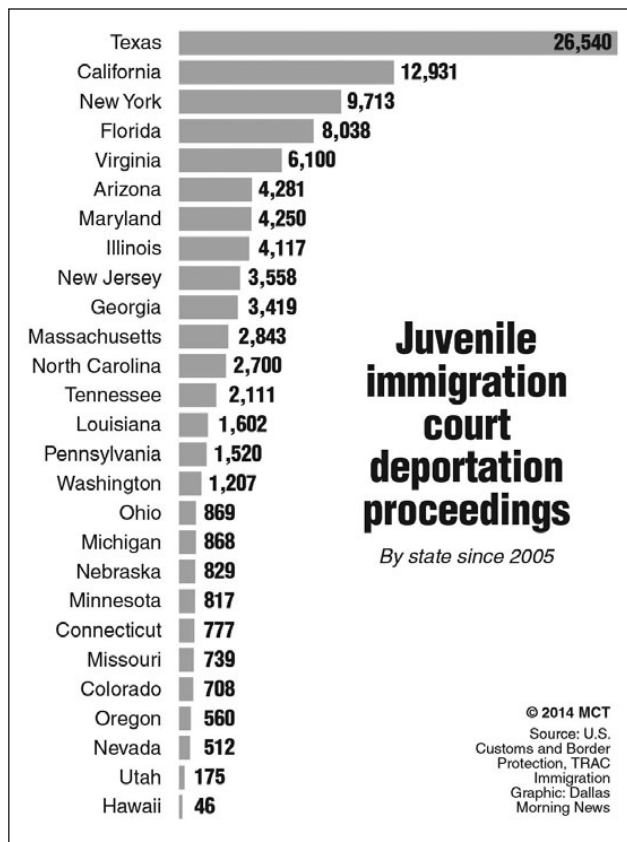 Texas 26,540
California 12,931
New York 9,713
Florida 8,038
Virginia 6,100
Arizona 4,281
Maryland 4,250
Illinois 4,117
New Jersey 3,558
Georgia 3,419
Massachusetts 2,843
North Carolina 2,700
Tennessee 2,111
Louisiana 1,602
Pennsylvania 1,520
Washington 1,207
Ohio 869
Michigan 868
Nebraska 829
Minnesota 817
Connecticut 777
Missouri 739
Colorado 708
Oregon 560
Nevada 512
Utah 175
Hawaii 46
Juvenile
immigration
court
deportation
proceedings
By state since 2005
© 2014 MCT
Source: U.S.
Customs and Border
Protection, TRAC
Immigration
Graphic: Dallas
Morning News